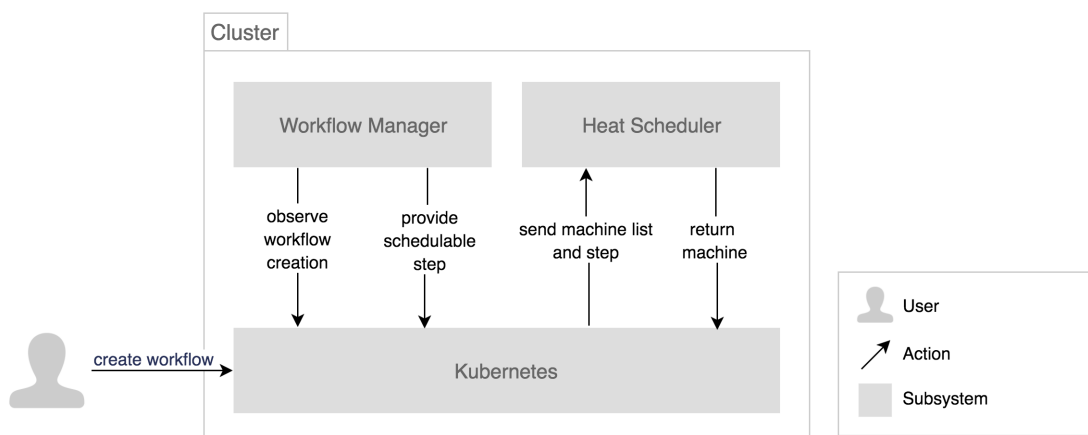 Cluster
Workflow Manager
Heat Scheduler
observe
workflow
creation
provide
schedulable
step
send machine list
and step
return
machine
create workflow
Kubernetes
User
Action
Subsystem